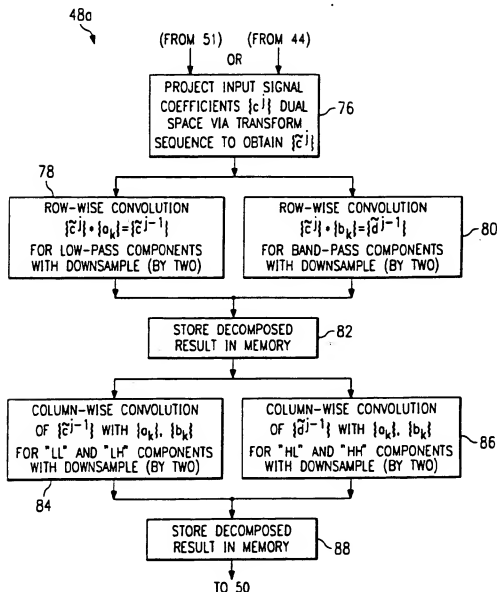 48a
(FROM 51) (FROM 44)
OR
PROJECT INPUT SIGNAL
COEFFICIENTS {c^j} DUAL
SPACE VIA TRANSFORM
SEQUENCE TO OBTAIN {c̃^j}
76
78
ROW-WISE CONVOLUTION
{c̃^j} • {a_k}={c̃^j-1}
FOR LOW-PASS COMPONENTS
WITH DOWNSAMPLE (BY TWO)
ROW-WISE CONVOLUTION
{c̃^j} • {b_k}={d̃^j-1}
FOR BAND-PASS COMPONENTS
WITH DOWNSAMPLE (BY TWO)
80
STORE DECOMPOSED
RESULT IN MEMORY
82
COLUMN-WISE CONVOLUTION
OF {c̃^j-1} WITH {a_k}, {b_k}
FOR "LL" AND "LH" COMPONENTS
WITH DOWNSAMPLE (BY TWO)
84
COLUMN-WISE CONVOLUTION
OF {d̃^j-1} WITH {a_k}, {b_k}
FOR "HL" AND "HH" COMPONENTS
WITH DOWNSAMPLE (BY TWO)
86
STORE DECOMPOSED
RESULT IN MEMORY
88
TO 50